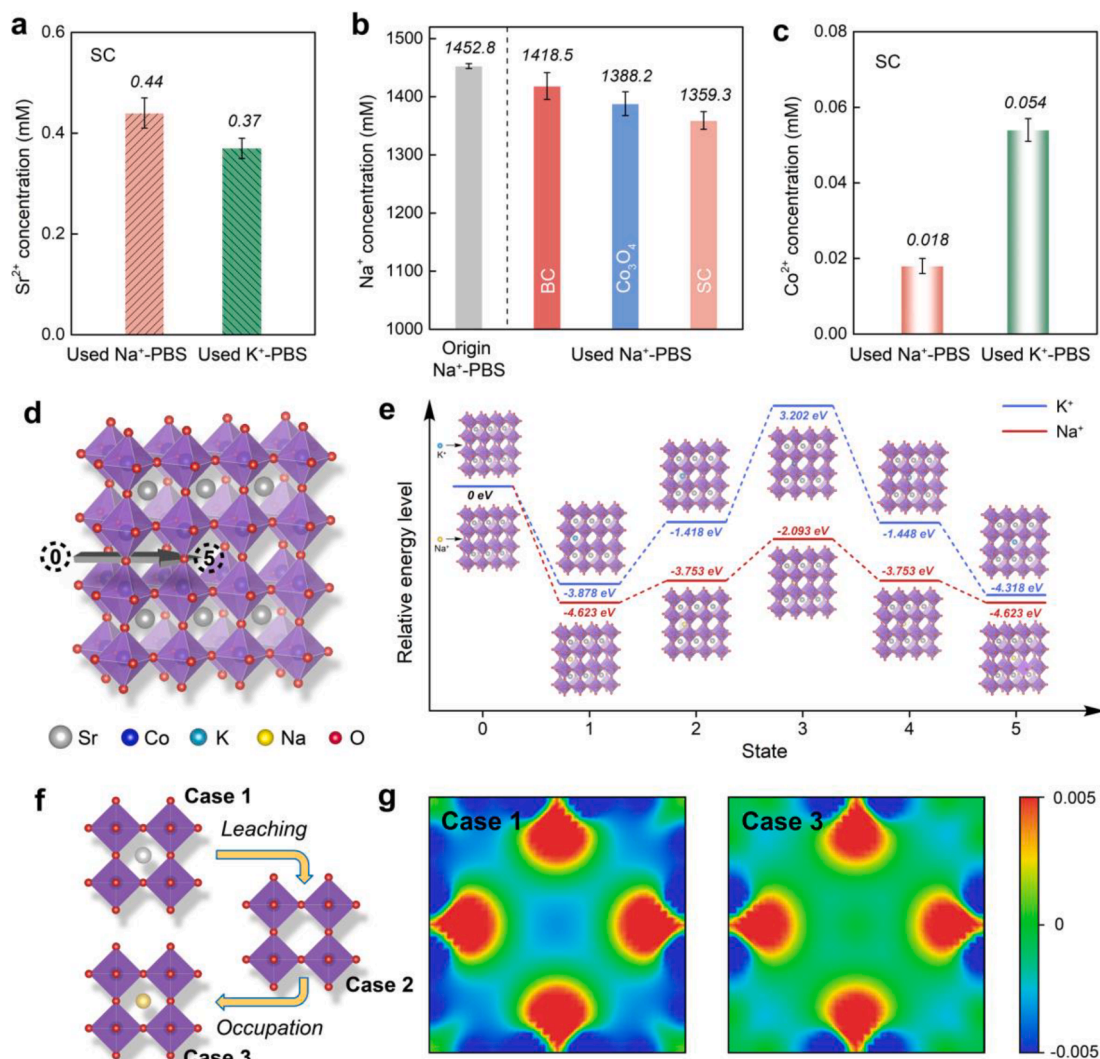 a
0.6
0.4
0.2
0.0
Sr²⁺ concentration (mM)
SC
0.44
0.37
Used Na⁺-PBS
Used K⁺-PBS
b
1500
1400
1300
1200
1100
1000
Na⁺ concentration (mM)
1452.8
1418.5
1388.2
1359.3
BC
Co₃O₄
SC
Origin
Na⁺-PBS
Used Na⁺-PBS
c
0.08
0.06
0.04
0.02
0.00
Co²⁺ concentration (mM)
SC
0.018
0.054
Used Na⁺-PBS
Used K⁺-PBS
d
0
5
Sr
Co
K
Na
O
e
Relative energy level
K⁺
Na⁺
K⁺
Na⁺
0 eV
-3.878 eV
-4.623 eV
-1.418 eV
-3.753 eV
3.202 eV
-2.093 eV
-1.448 eV
-3.753 eV
-4.318 eV
-4.623 eV
0
1
2
3
4
5
State
f
Case 1
Leaching
Case 2
Occupation
Case 3
g
Case 1
Case 3
0.005
0
-0.005